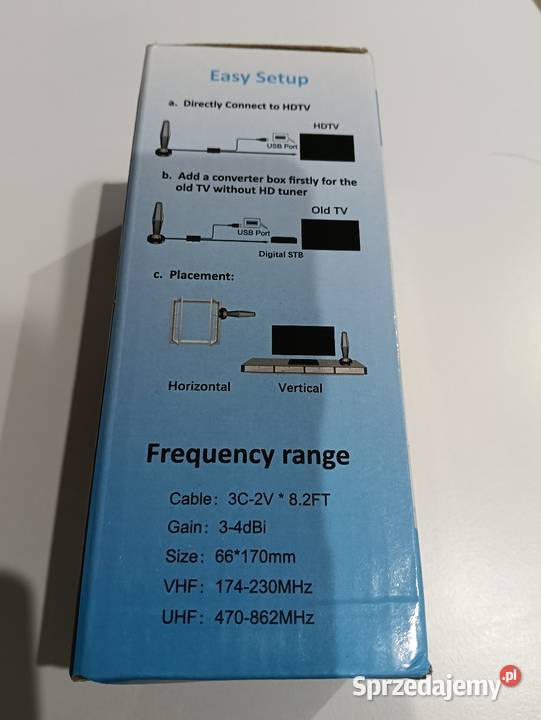 Easy Setup
a. Directly Connect to HDTV
HDTV
USB Port
b. Add a converter box firstly for the
old TV without HD tuner
Old TV
USB Port
Digital STB
c. Placement:
Horizontal Vertical
Frequency range
Cable: 3C-2V * 8.2FT
Gain: 3-4dBi
Size: 66*170mm
VHF: 174-230MHz
UHF: 470-862MHz
Sprzedajemy.pl